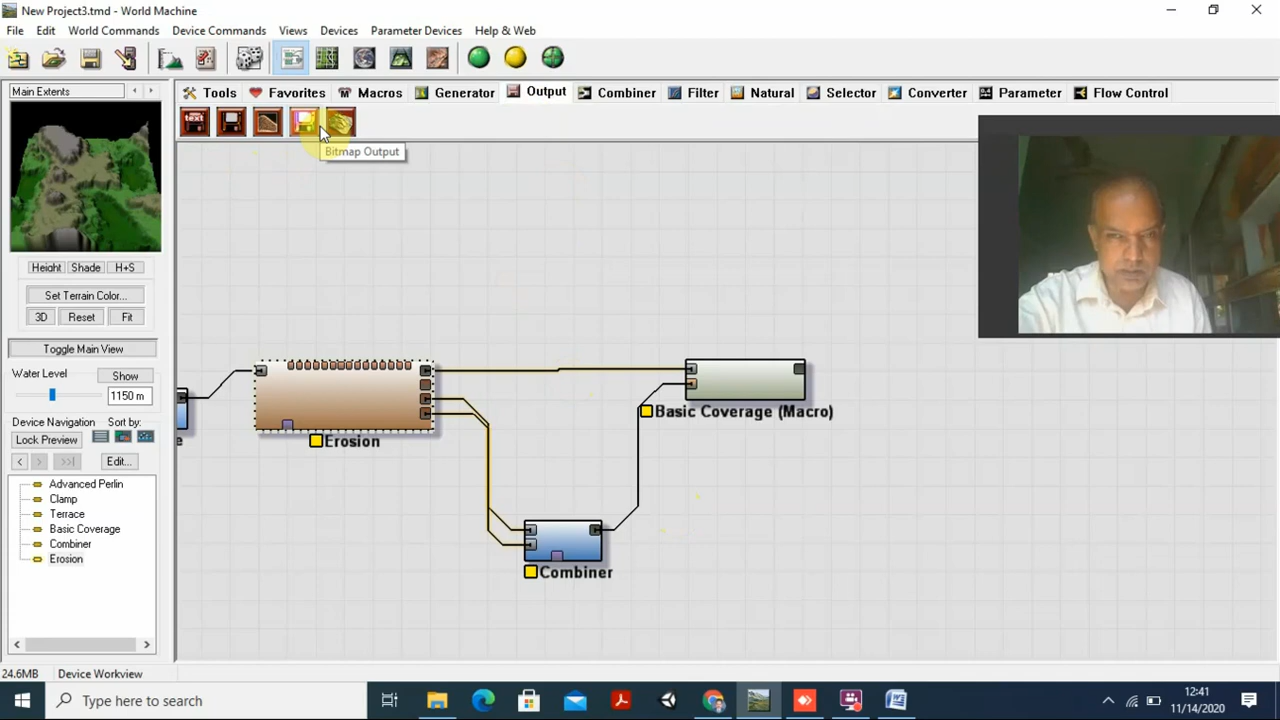 New Project3.tmd - World Machine
File Edit World Commands Device Commands Views Devices Parameter Devices Help & Web
Main Extents
Tools Favorites Macros Generator Output Combiner Filter Natural Selector Converter Parameter Flow Control
text
Bitmap Output
Height Shade H+S
Set Terrain Color...
3D Reset Fit
Toggle Main View
Water Level Show
1150 m
Device Navigation Sort by:
Lock Preview
Edit...
Advanced Perlin
Clamp
Terrace
Basic Coverage
Combiner
Erosion
e
Erosion
Basic Coverage (Macro)
Combiner
24.6MB Device Workview
Type here to search
12:41
11/14/2020